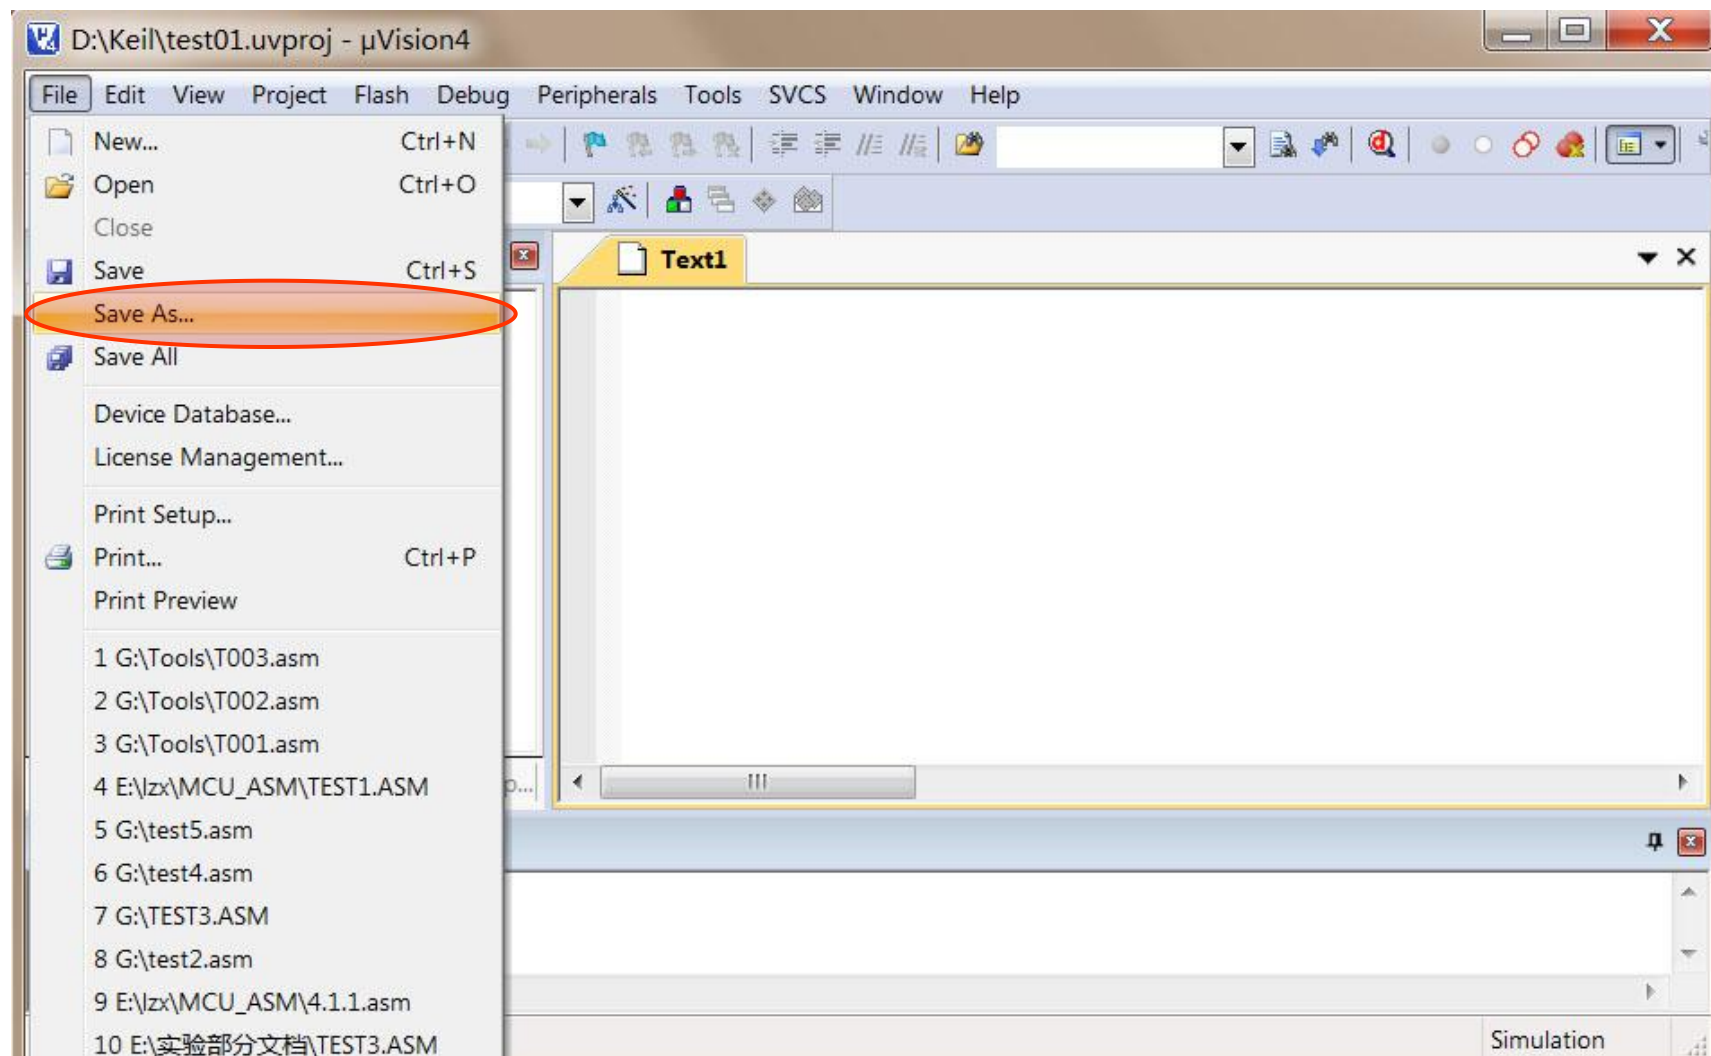 D:\Keil\test01.uvproj - µVision4
File Edit View Project Flash Debug Peripherals Tools SVCS Window Help
New... Ctrl+N
Open Ctrl+O
Close
Save Ctrl+S
Save As...
Save All
Device Database...
License Management...
Print Setup...
Print... Ctrl+P
Print Preview
1 G:\Tools\T003.asm
2 G:\Tools\T002.asm
3 G:\Tools\T001.asm
4 E:\lzx\MCU_ASM\TEST1.ASM
5 G:\test5.asm
6 G:\test4.asm
7 G:\TEST3.ASM
8 G:\test2.asm
9 E:\lzx\MCU_ASM\4.1.1.asm
10 E:\实验部分文档\TEST3.ASM
Text1
Simulation